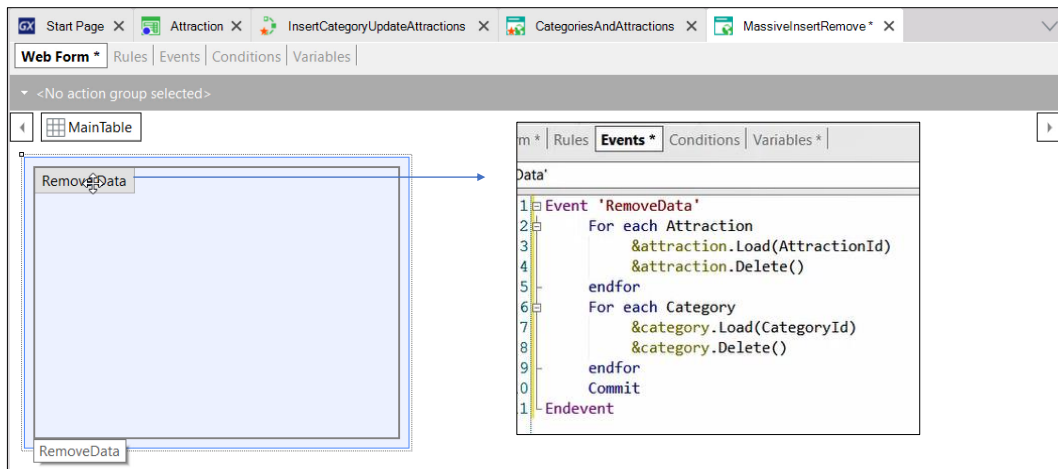 GX Start Page X Attraction X InsertCategoryUpdateAttractions X CategoriesAndAttractions X MassiveInsertRemove* X
Web Form * Rules Events Conditions Variables
<No action group selected>
MainTable
RemoveData
RemoveData
rm * Rules Events * Conditions Variables *
Data'
1 Event 'RemoveData'
2 For each Attraction
3 &attraction.Load(AttractionId)
4 &attraction.Delete()
5 endfor
6 For each Category
7 &category.Load(CategoryId)
8 &category.Delete()
9 endfor
.0 Commit
.1 Endevent